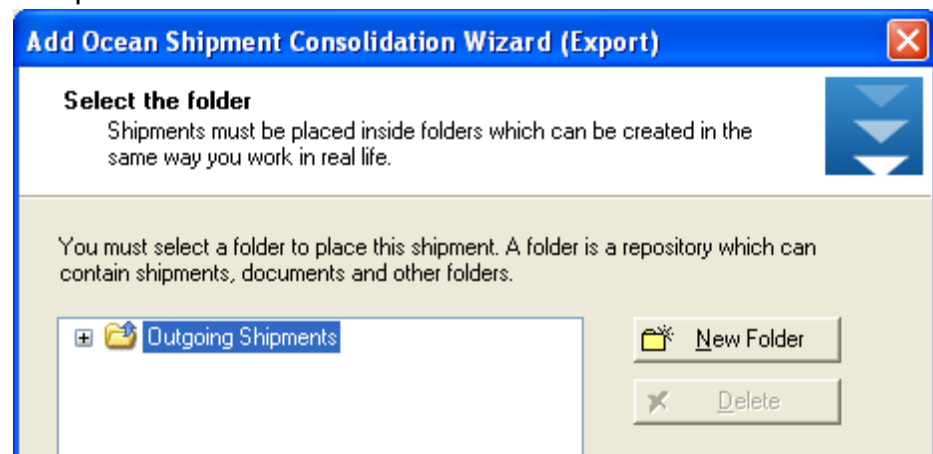 Add Ocean Shipment Consolidation Wizard (Export)
Select the folder
Shipments must be placed inside folders which can be created in the
same way you work in real life.
You must select a folder to place this shipment. A folder is a repository which can
contain shipments, documents and other folders.
Outgoing Shipments
New Folder
Delete